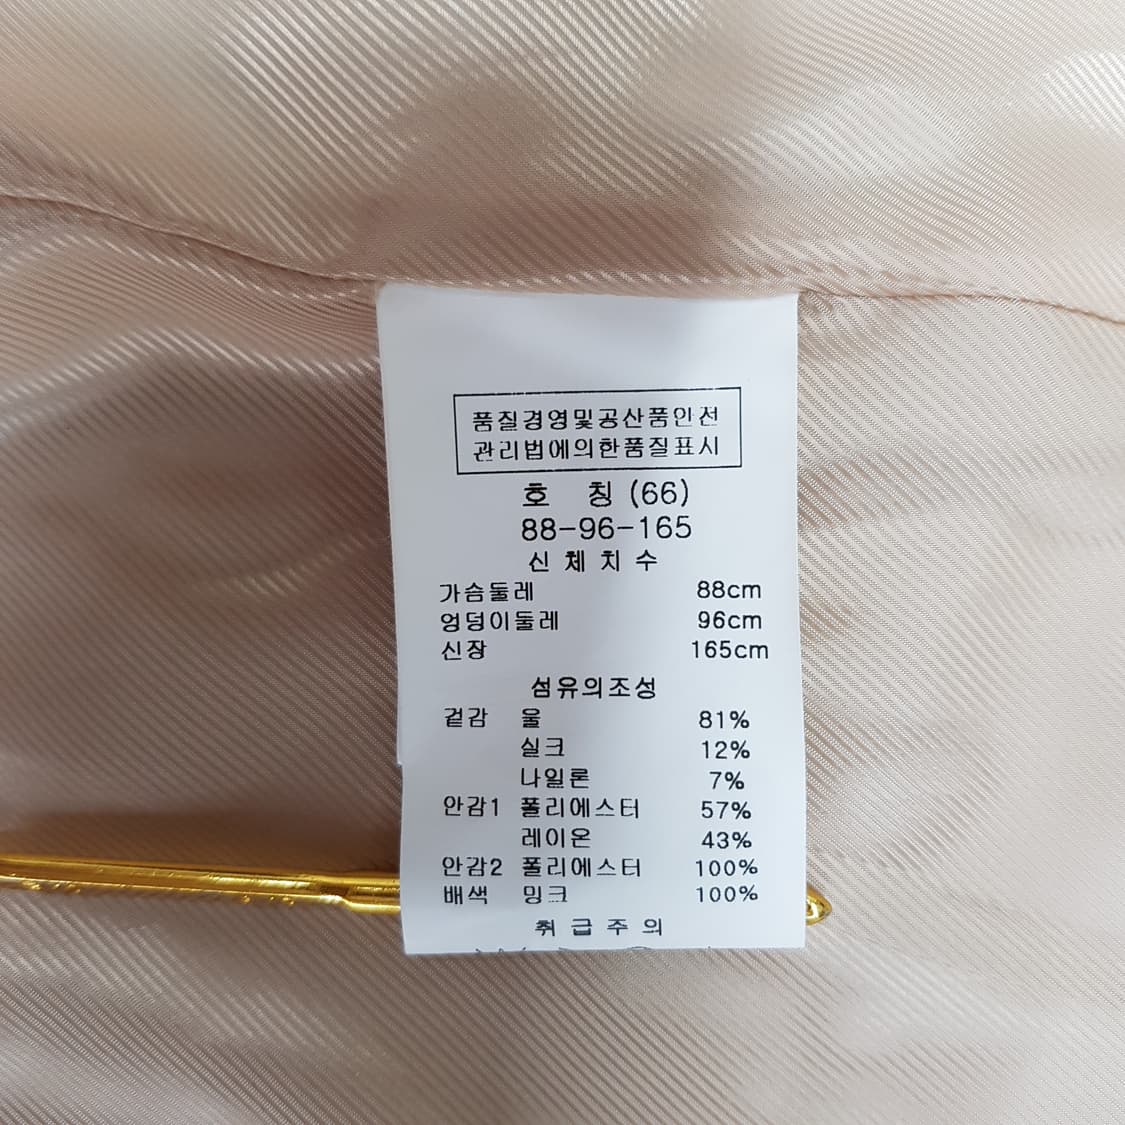 품질경영및공산품안전
관리법에의한품질표시
호 칭 (66)
88-96-165
신 체 치 수
가슴둘레 88cm
엉덩이둘레 96cm
신장 165cm
섬유의조성
겉감 울 81%
실크 12%
나일론 7%
안감1 폴리에스터 57%
레이온 43%
안감2 폴리에스터 100%
배색 밍크 100%
취 급 주 의